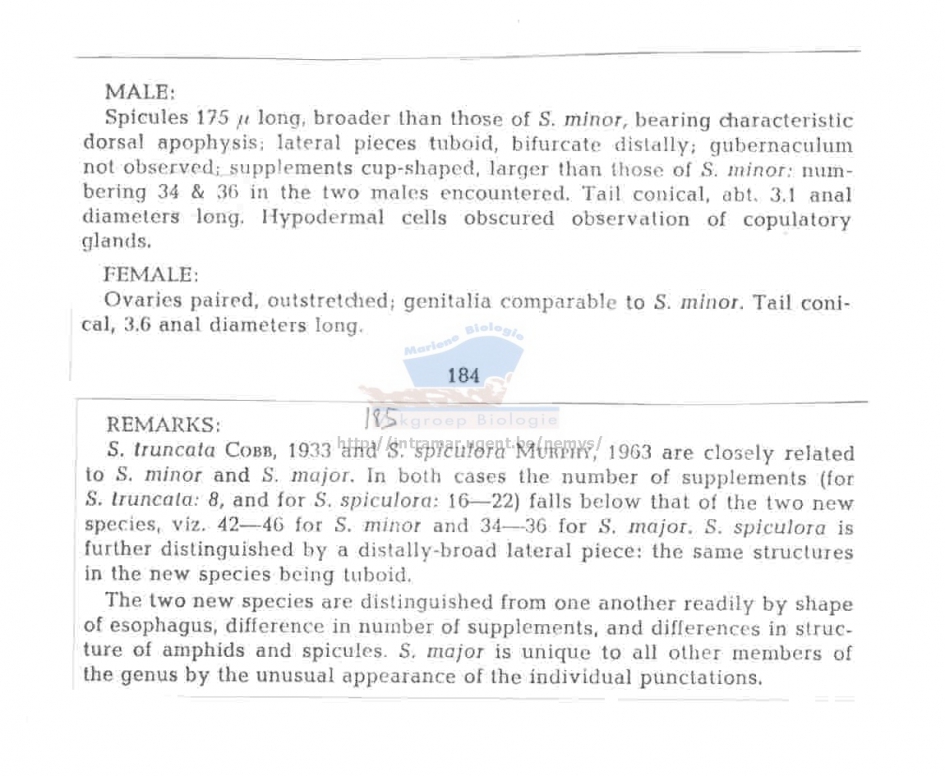 MALE:
Spicules 175 μ long, broader than those of S. minor, bearing characteristic
dorsal apophysis; lateral pieces tuboid, bifurcate distally; gubernaculum
not observed; supplements cup-shaped, larger than those of S. minor: num-
bering 34 & 36 in the two males encountered. Tail conical, abt. 3.1 anal
diameters long. Hypodermal cells obscured observation of copulatory
glands.
FEMALE:
Ovaries paired, outstretched; genitalia comparable to S. minor. Tail coni-
cal, 3.6 anal diameters long.
Mariene Biologie
184
185
kgroep Biologie
http://intramar.ugent.be/nemys/
REMARKS:
S. truncata COBB, 1933 and S. spiculora MURPHY, 1963 are closely related
to S. minor and S. major. In both cases the number of supplements (for
S. truncata: 8, and for S. spiculora: 16—22) falls below that of the two new
species, viz. 42—46 for S. minor and 34—36 for S. major. S. spiculora is
further distinguished by a distally-broad lateral piece: the same structures
in the new species being tuboid.
The two new species are distinguished from one another readily by shape
of esophagus, difference in number of supplements, and differences in struc-
ture of amphids and spicules. S. major is unique to all other members of
the genus by the unusual appearance of the individual punctations.